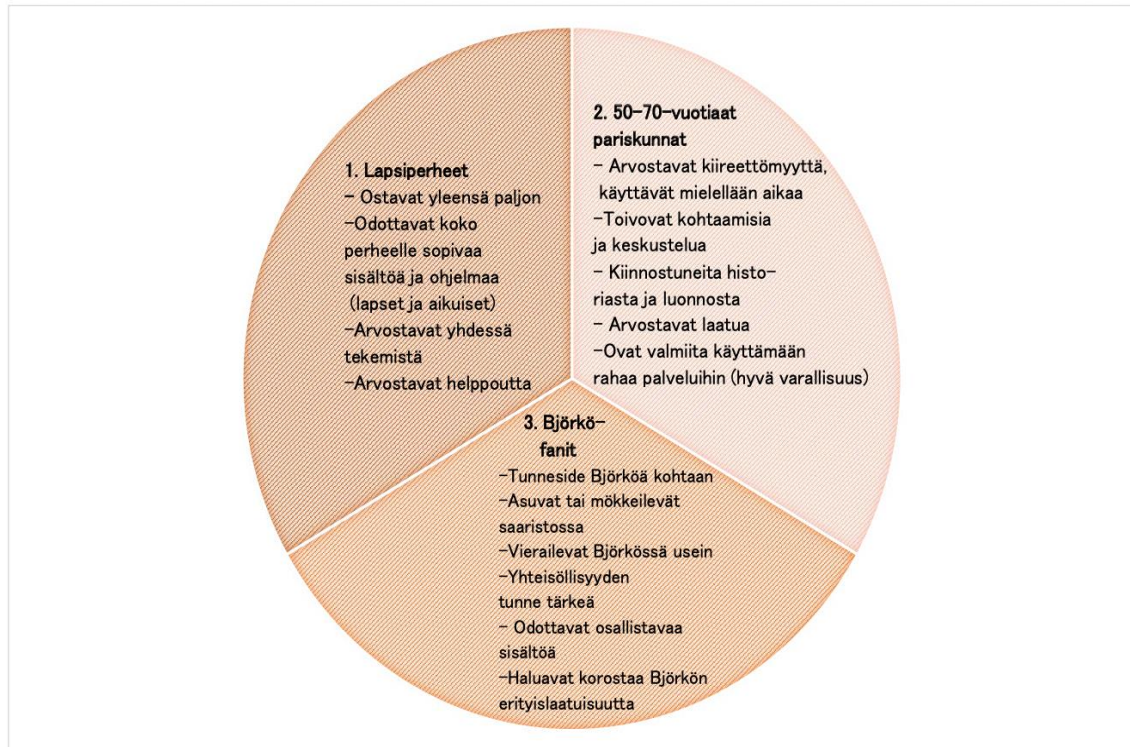 1. Lapsiperheet
- Ostavat yleensä paljon
-Odottavat koko
perheelle sopivaa
sisältöä ja ohjelmaa
(lapset ja aikuiset)
-Arvostavat yhdessä
tekemistä
-Arvostavat helppoutta
2. 50-70-vuotiaat
pariskunnat
- Arvostavat kiireettömyyttä,
käyttävät mielellään aikaa
-Toivovat kohtaamisia
ja keskustelua
- Kiinnostuneita histo-
riasta ja luonnosta
- Arvostavat laatua
-Ovat valmiita käyttämään
rahaa palveluihin (hyvä varallisuus)
3. Björkö-
fanit
-Tunneside Björköä kohtaan
-Asuvat tai mökkeilevät
saaristossa
-Vierailevat Björkössä usein
-Yhteisöllisyyden
tunne tärkeä
- Odottavat osallistavaa
sisältöä
-Haluavat korostaa Björkön
erityislaatuisuutta